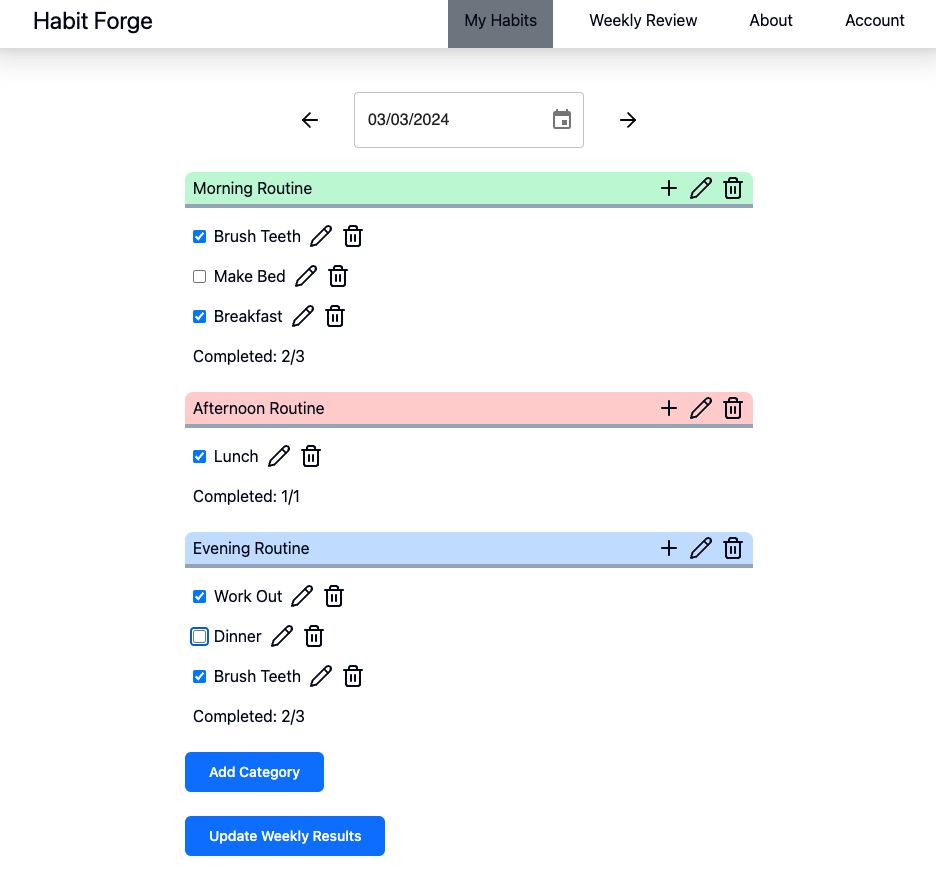 Habit Forge My Habits Weekly Review About Account
03/03/2024
Morning Routine
Brush Teeth
Make Bed
Breakfast
Completed: 2/3
Afternoon Routine
Lunch
Completed: 1/1
Evening Routine
Work Out
Dinner
Brush Teeth
Completed: 2/3
Add Category
Update Weekly Results